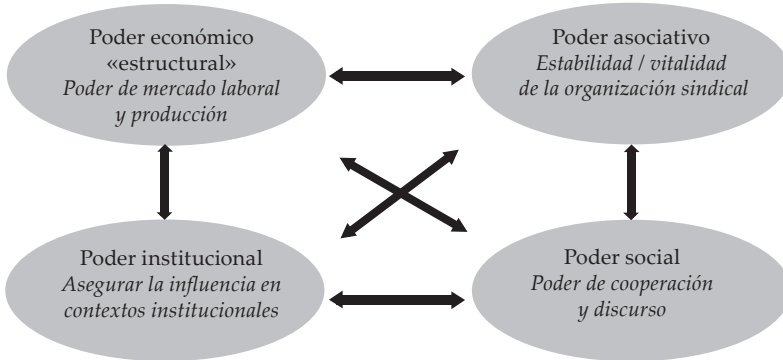 Poder económico
«estructural»
Poder de mercado laboral
y producción
Poder asociativo
Estabilidad / vitalidad
de la organización sindical
Poder institucional
Asegurar la influencia en
contextos institucionales
Poder social
Poder de cooperación
y discurso